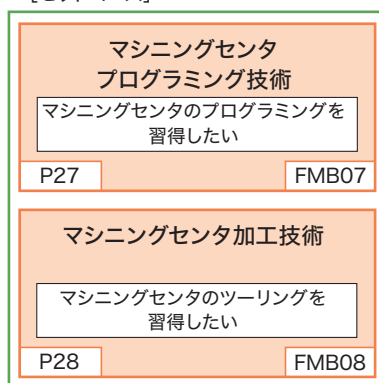 マシニングセンタ
プログラミング技術
マシニングセンタのプログラミングを
習得したい
P27
FMB07
マシニングセンタ加工技術
マシニングセンタのツーリングを
習得したい
P28
FMB08